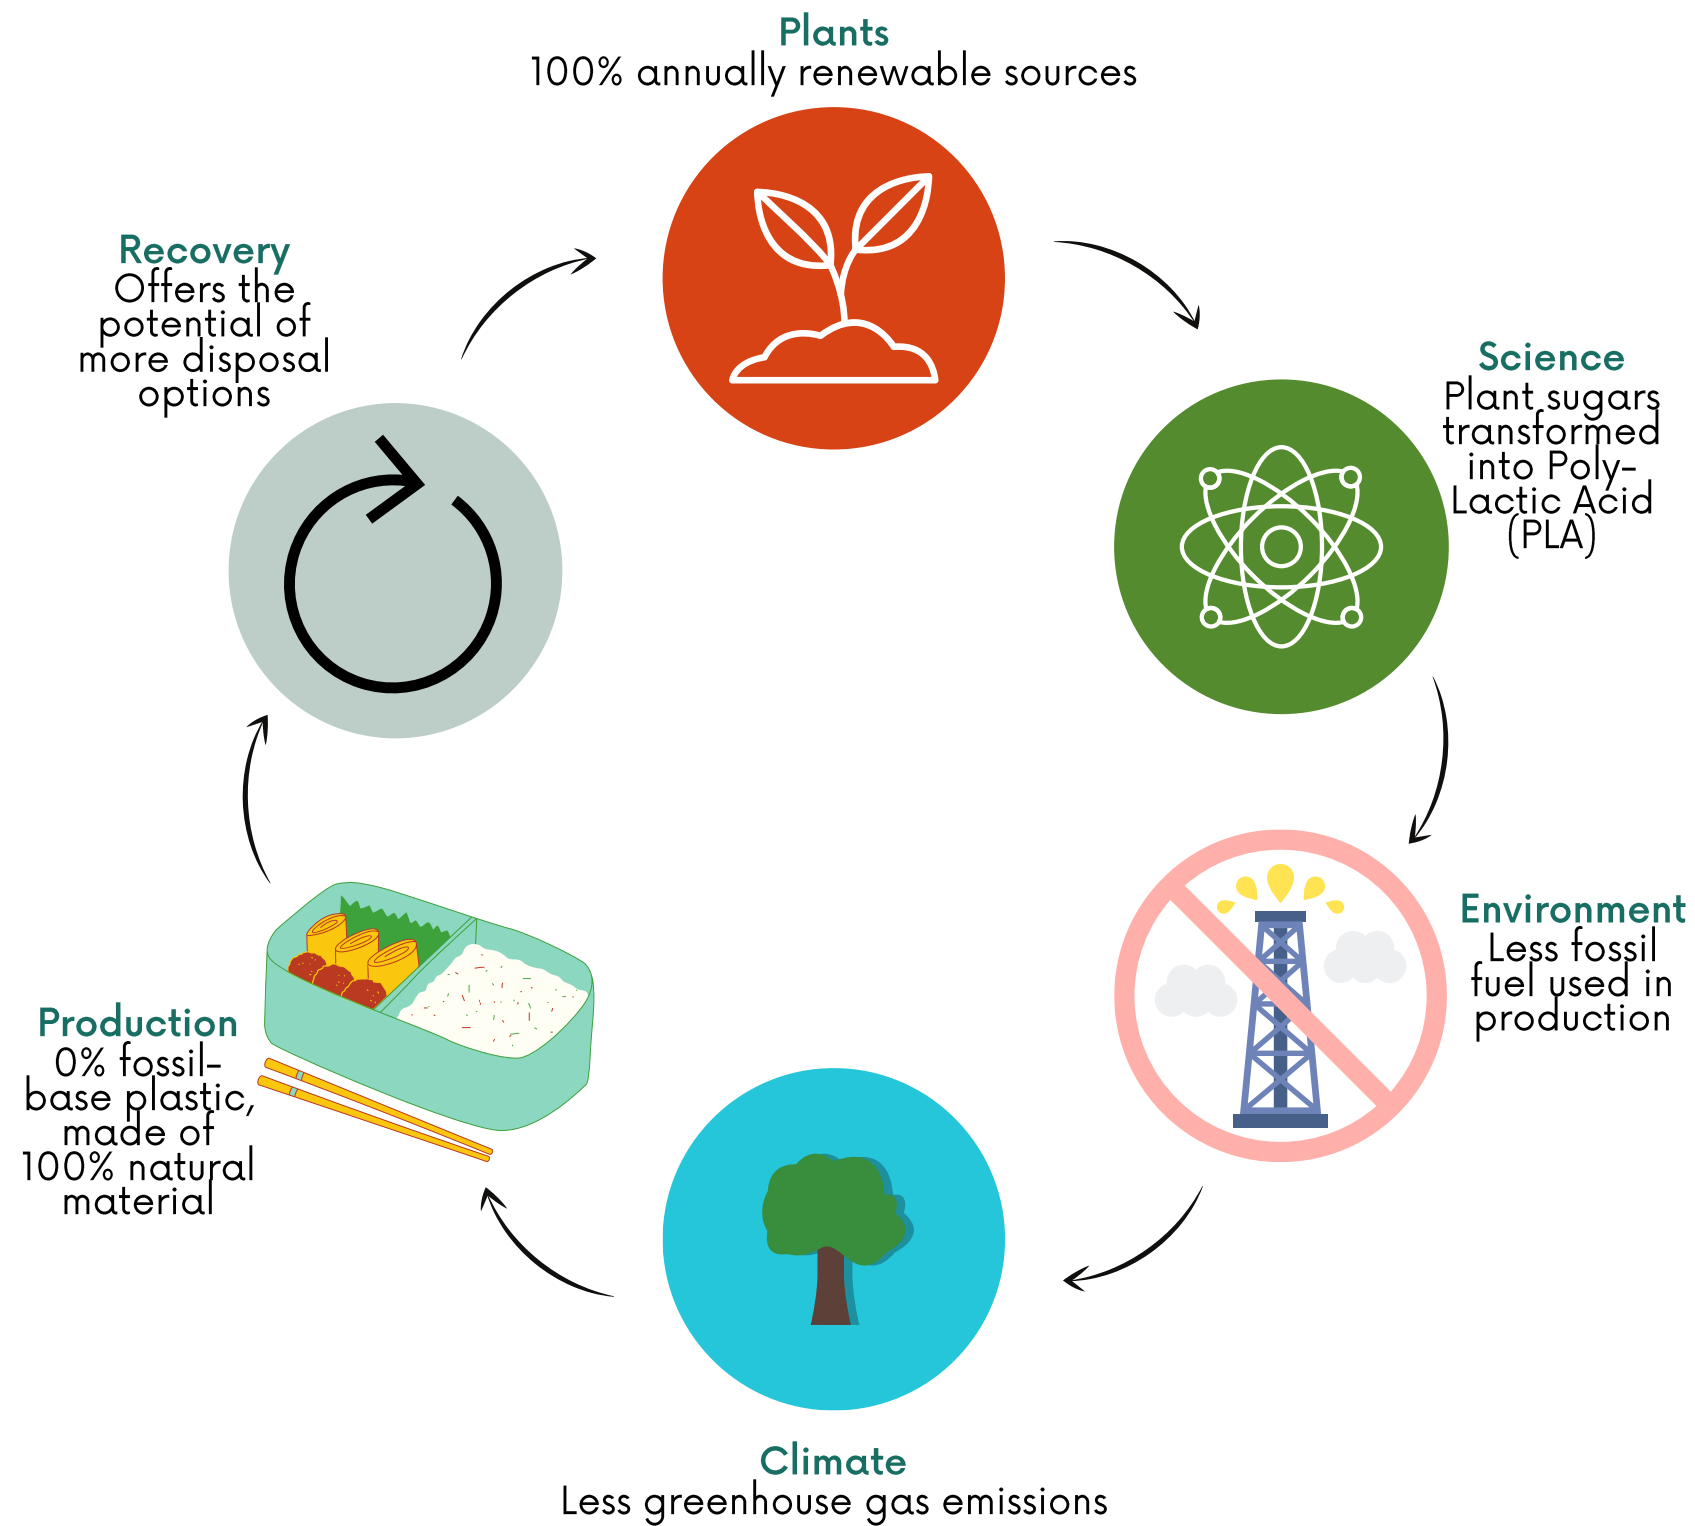 Plants
100% annually renewable sources
Recovery
Offers the
potential of
more disposal
options
Science
Plant sugars
transformed
into Poly-
Lactic Acid
(PLA)
Environment
Less fossil
fuel used in
production
Production
0% fossil-
base plastic,
made of
100% natural
material
Climate
Less greenhouse gas emissions